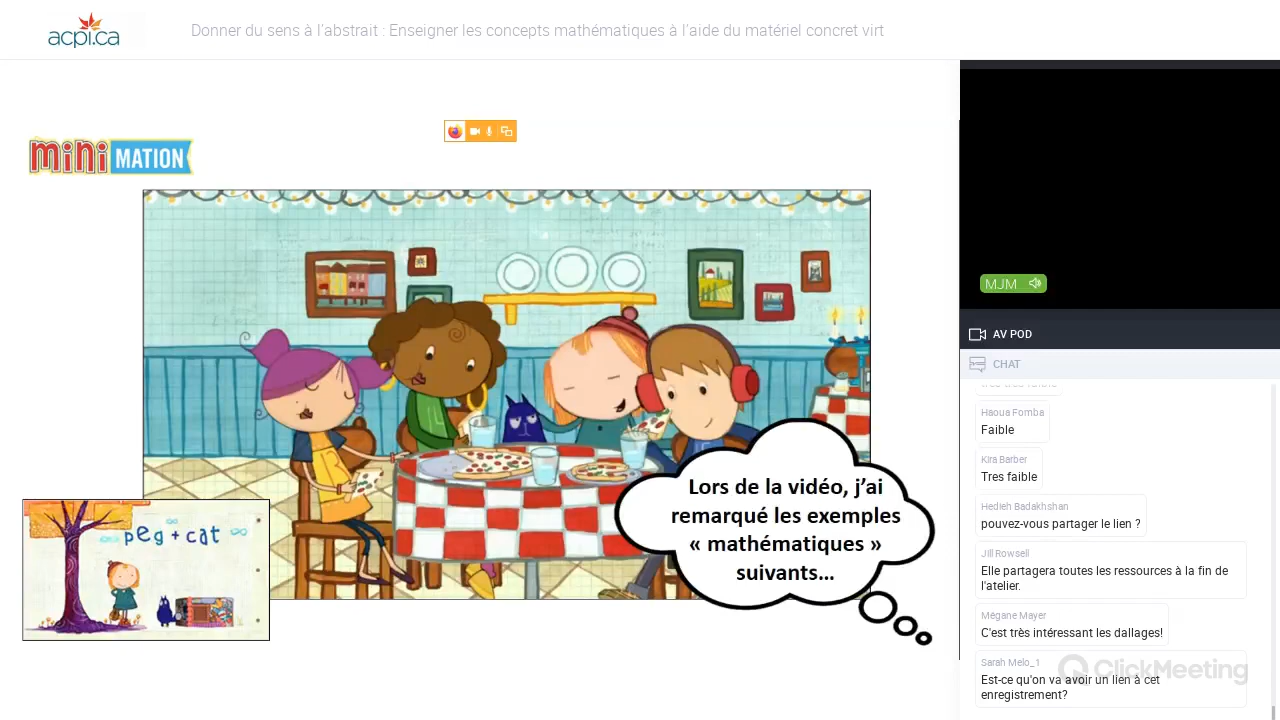 acpi.ca
Donner du sens à l'abstrait : Enseigner les concepts mathématiques à l'aide du matériel concret virt
mini MATION
peg + cat
Lors de la vidéo, j’ai
remarqué les exemples
« mathématiques »
suivants…
MJM
AV POD
CHAT
Haoua Fomba
Faible
Kira Barber
Tres faible
Hedieh Badakhshan
pouvez-vous partager le lien ?
Jill Rowsell
Elle partagera toutes les ressources à la fin de
l'atelier.
Mégane Mayer
C'est très intéressant les dallages!
Sarah Melo_1
Est-ce qu'on va avoir un lien à cet
enregistrement?
ClickMeeting